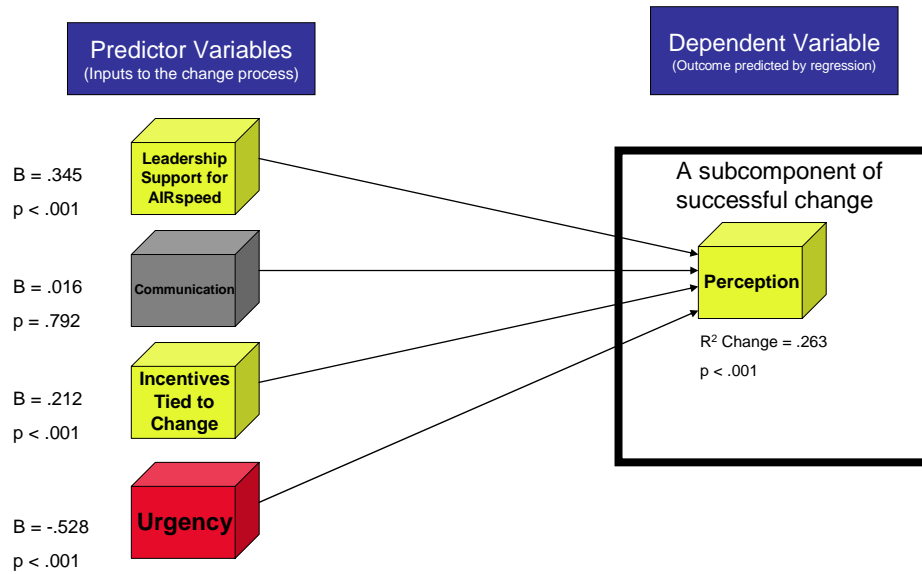 Predictor Variables
(Inputs to the change process)
Dependent Variable
(Outcome predicted by regression)
B = .345
p < .001
Leadership
Support for
AIRspeed
B = .016
p = .792
Communication
B = .212
p < .001
Incentives
Tied to
Change
B = -.528
p < .001
Urgency
A subcomponent of
successful change
Perception
R² Change = .263
p < .001